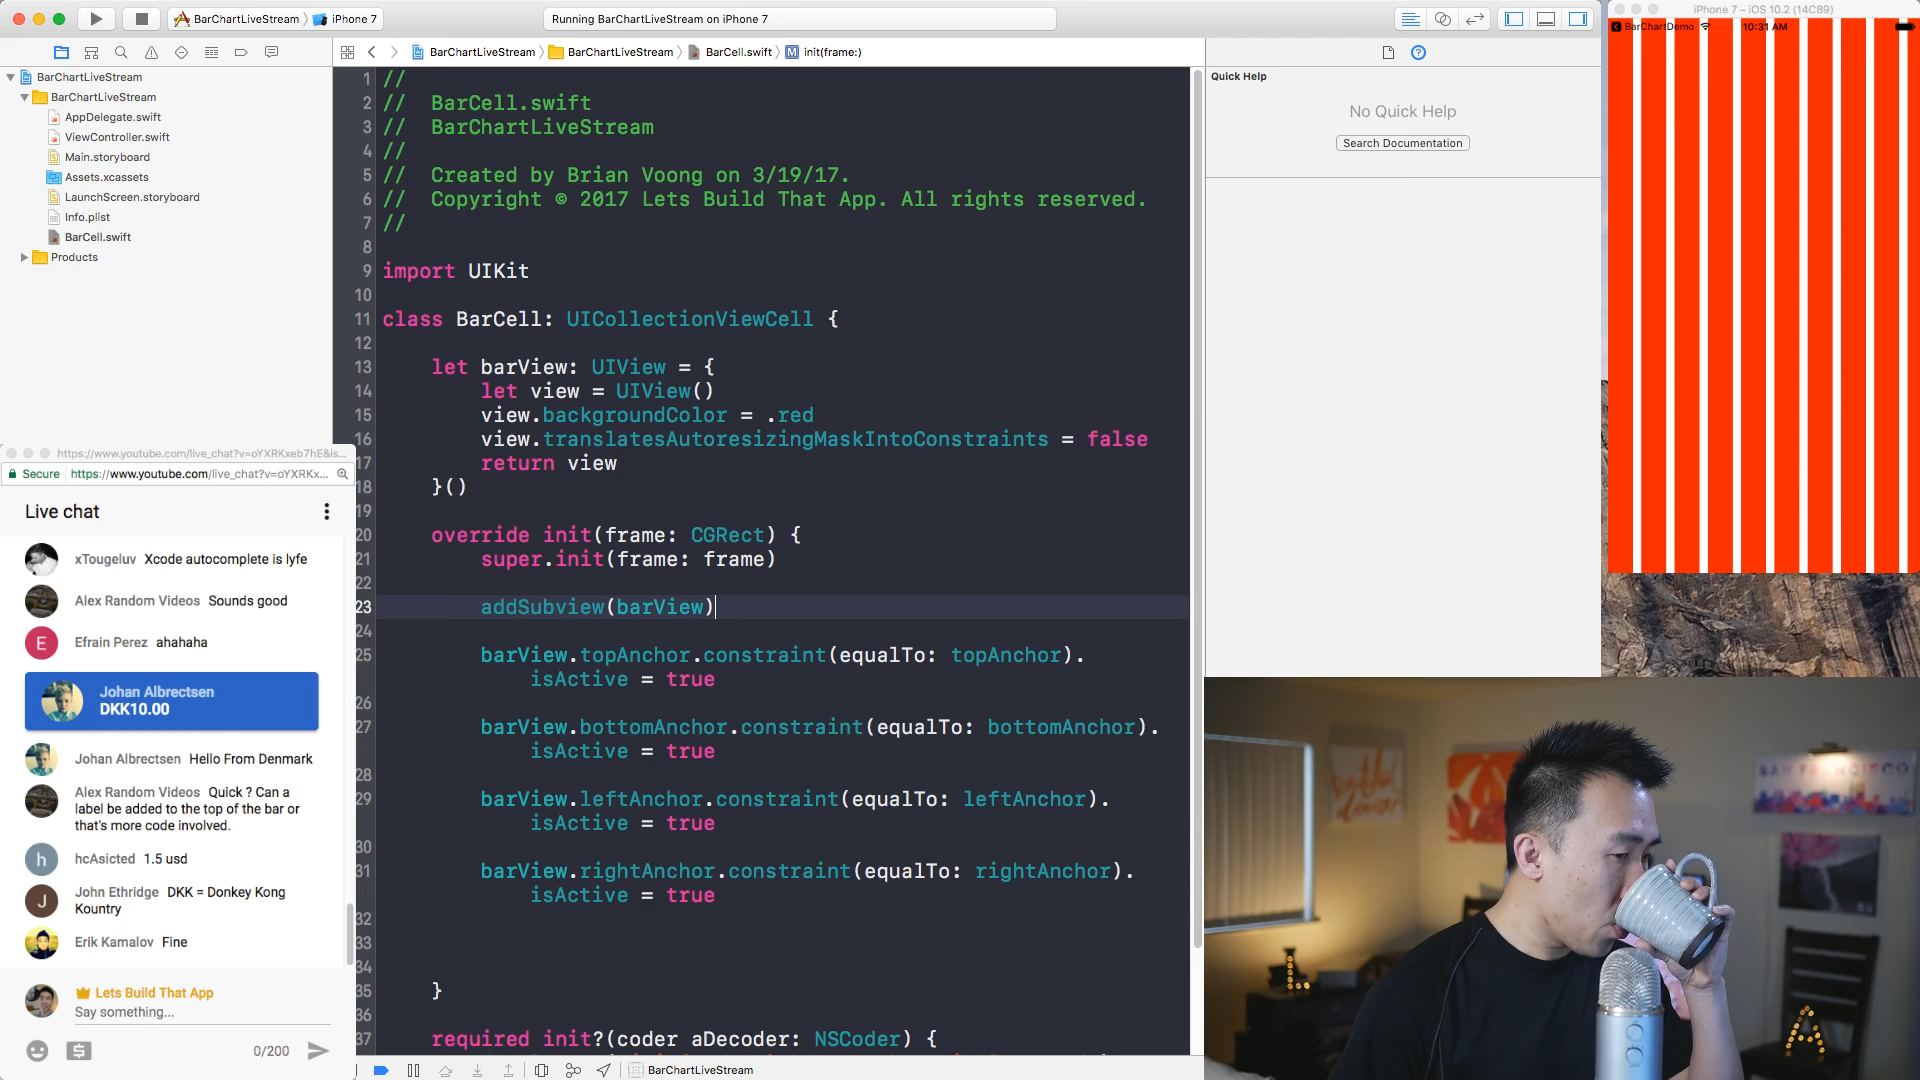 BarChartLiveStream
iPhone 7
Running BarChartLiveStream on iPhone 7
BarChartLiveStream
BarChartLiveStream
BarCell.swift
M
init(frame:)
BarChartLiveStream
BarChartLiveStream
AppDelegate.swift
ViewController.swift
Main.storyboard
Assets.xcassets
LaunchScreen.storyboard
Info.plist
BarCell.swift
Products
1 //
2 // BarCell.swift
3 // BarChartLiveStream
4 //
5 // Created by Brian Voong on 3/19/17.
6 // Copyright © 2017 Lets Build That App. All rights reserved.
7 //
8
9 import UIKit
10
11 class BarCell: UICollectionViewCell {
12
13 let barView: UIView = {
14 let view = UIView()
15 view.backgroundColor = .red
16 view.translatesAutoresizingMaskIntoConstraints = false
17 return view
18 }()
19
20 override init(frame: CGRect) {
21 super.init(frame: frame)
22
23 addSubview(barView)
24
25 barView.topAnchor.constraint(equalTo: topAnchor).
isActive = true
26
27 barView.bottomAnchor.constraint(equalTo: bottomAnchor).
isActive = true
28
29 barView.leftAnchor.constraint(equalTo: leftAnchor).
isActive = true
30
31 barView.rightAnchor.constraint(equalTo: rightAnchor).
isActive = true
32
33
34
35 }
36
37 required init?(coder aDecoder: NSCoder) {
BarChartLiveStream
Quick Help
No Quick Help
Search Documentation
iPhone 7 – iOS 10.2 (14C89)
BarChartDemo
10:31 AM
https://www.youtube.com/live_chat?v=oYXRKxeb7hE&is...
Secure
https://www.youtube.com/live_chat?v=oYXRKx...
Live chat
xTougeluv Xcode autocomplete is lyfe
Alex Random Videos Sounds good
E
Efrain Perez ahahaha
Johan Albrectsen
DKK10.00
Johan Albrectsen Hello From Denmark
Alex Random Videos Quick ? Can a
label be added to the top of the bar or
that's more code involved.
h
hcAsicted 1.5 usd
J
John Ethridge DKK = Donkey Kong
Kountry
Erik Kamalov Fine
Lets Build That App
Say something...
0/200
SAN FRANCISCO
L
A